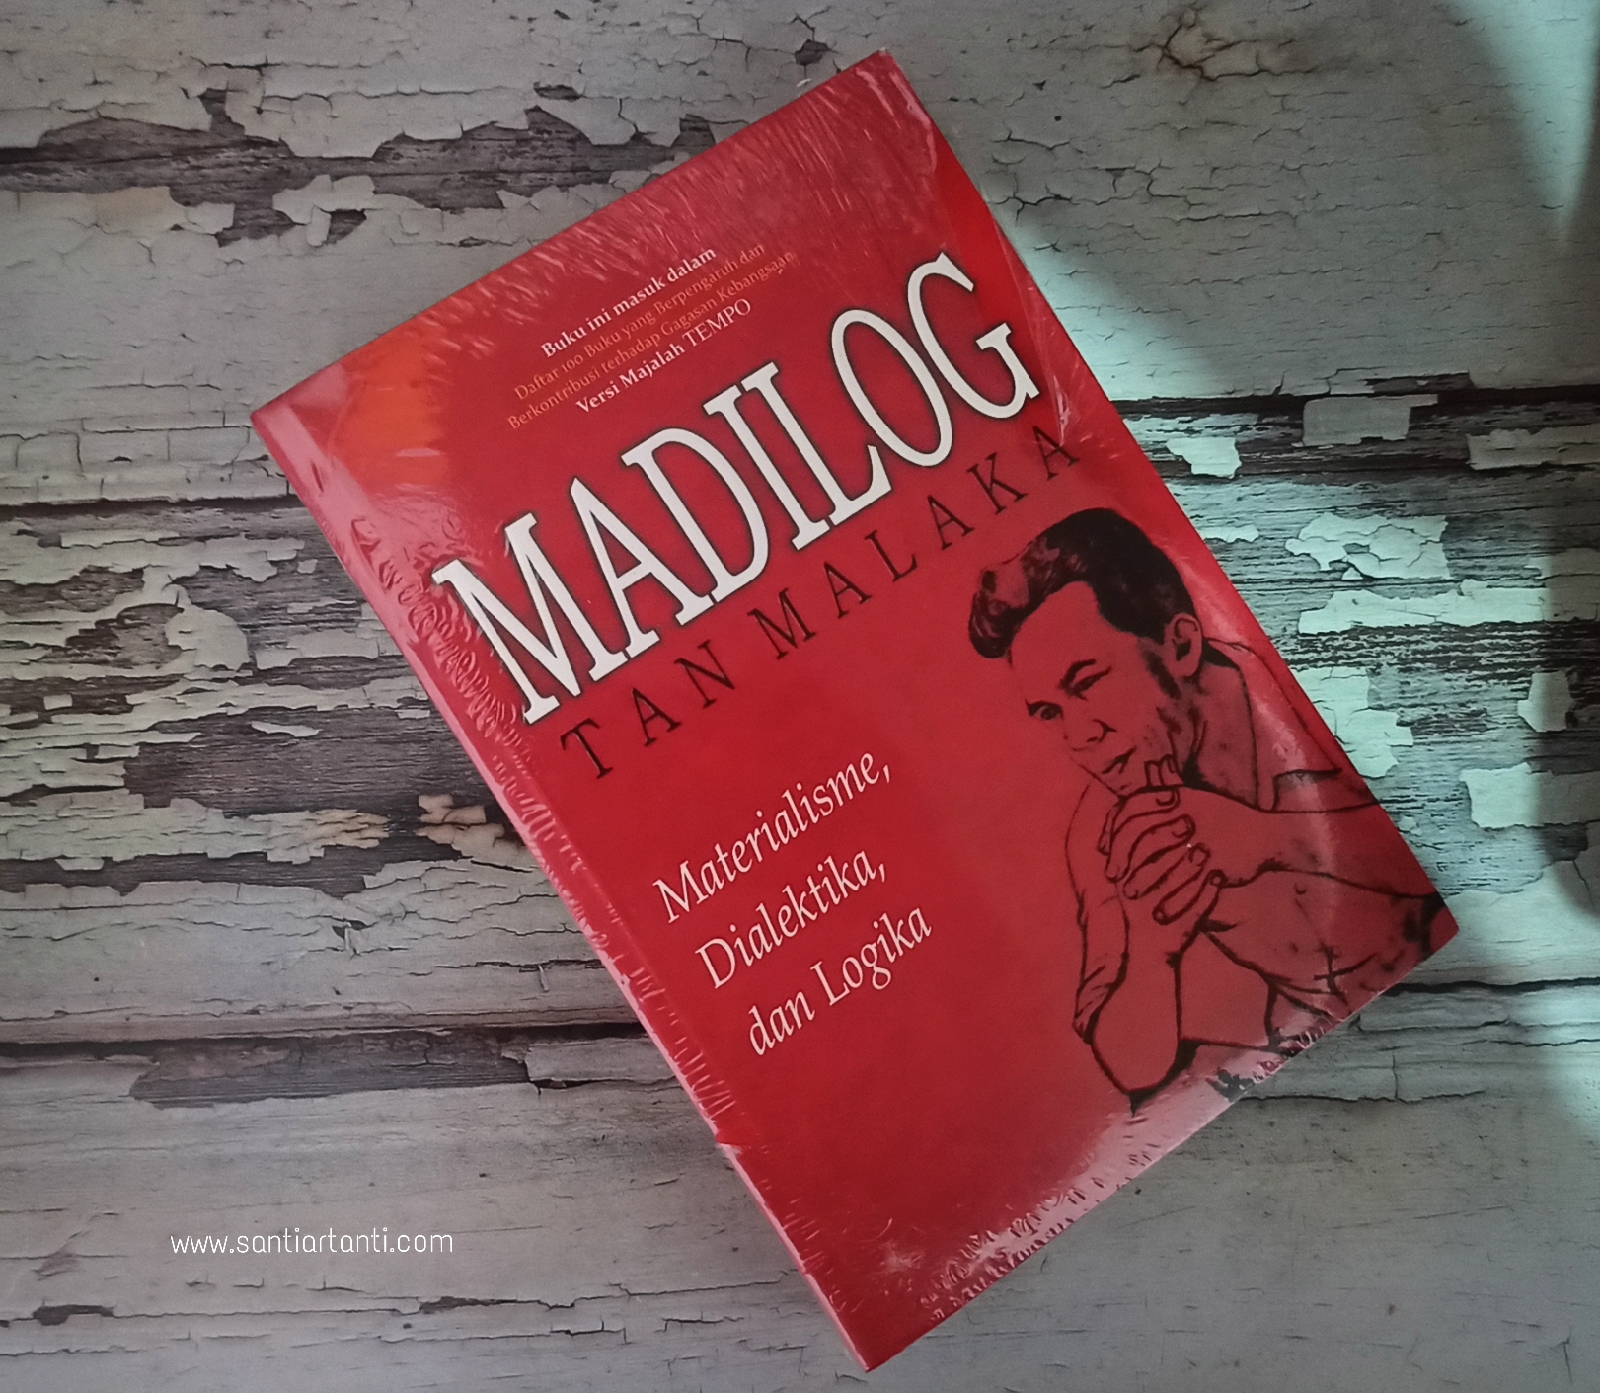 Buku ini masuk dalam
Daftar 100 Buku yang Berpengaruh dan
Berkontribusi terhadap Gagasan Kebangsaan
Versi Majalah TEMPO
MADILOG
TAN MALAKA
Materialisme,
Dialektika,
dan Logika
www.santiartanti.com